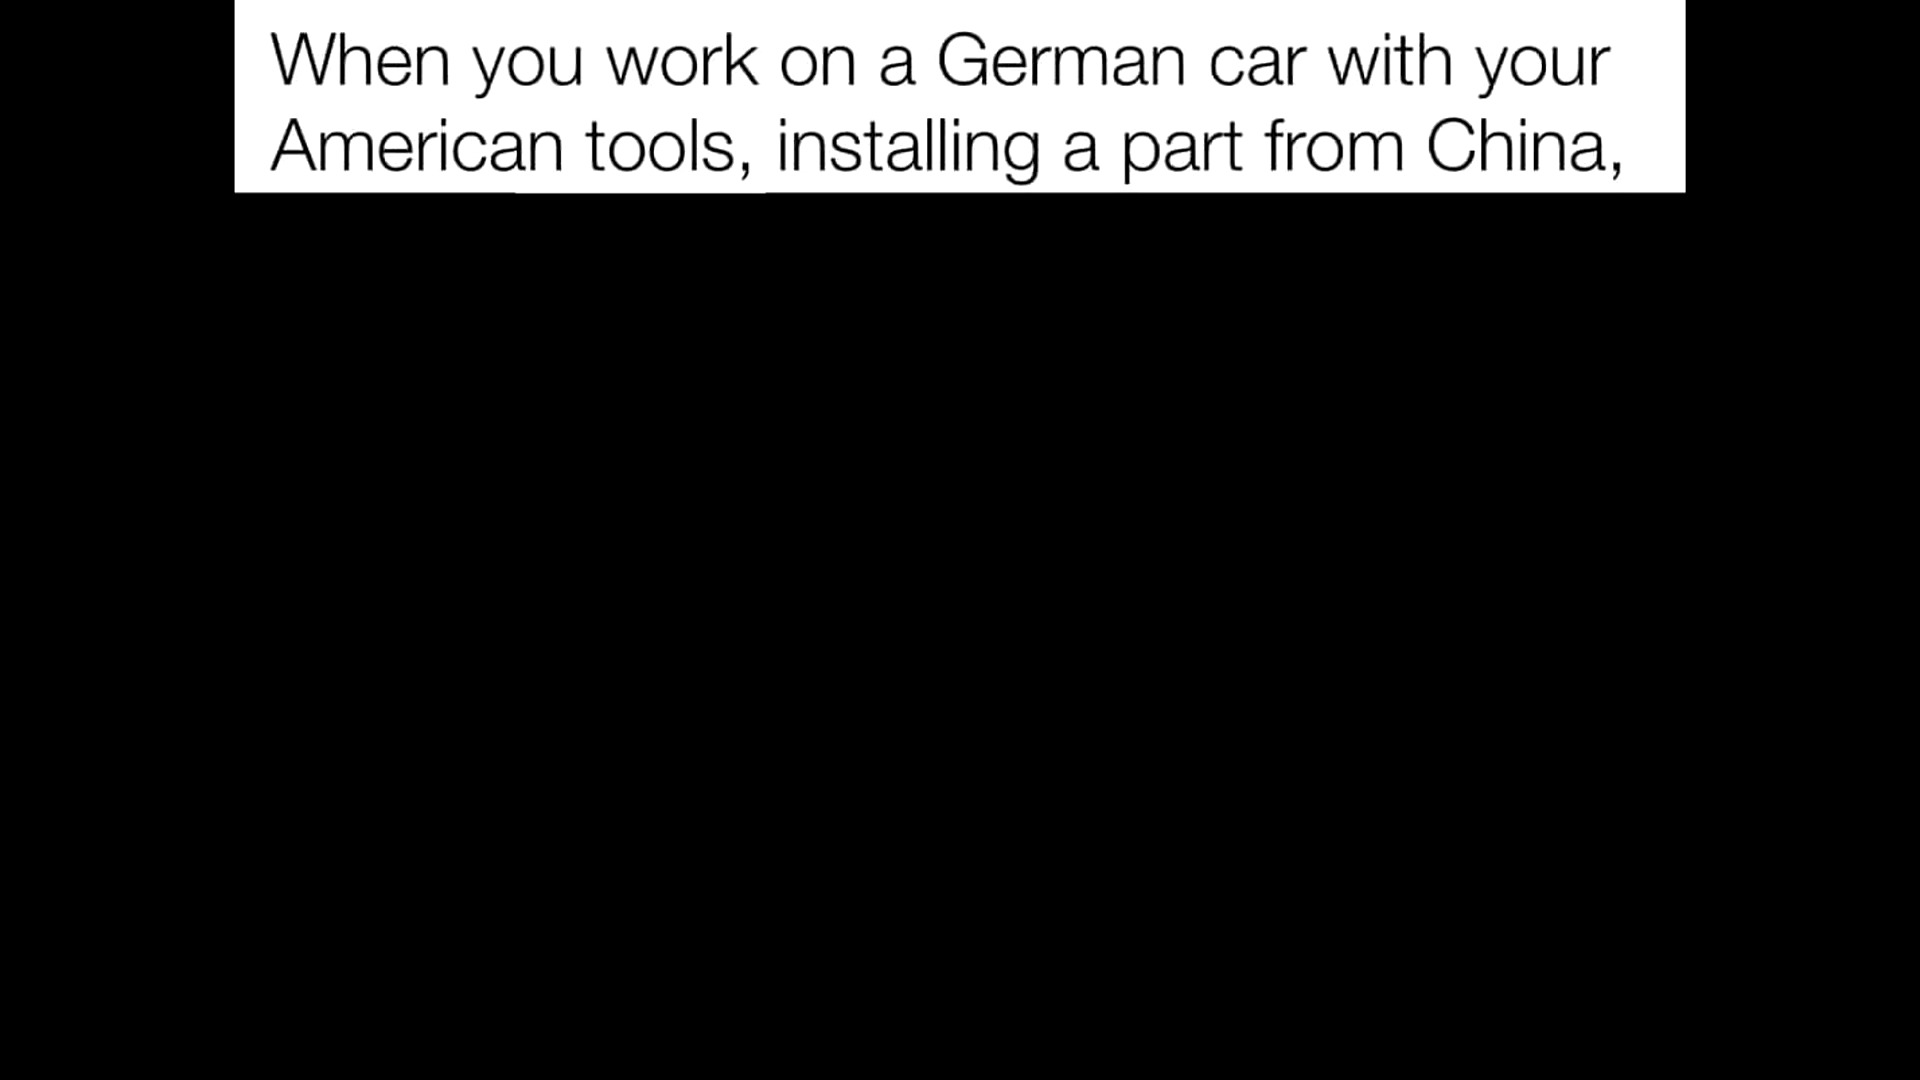 When you work on a German car with your
American tools, installing a part from China,